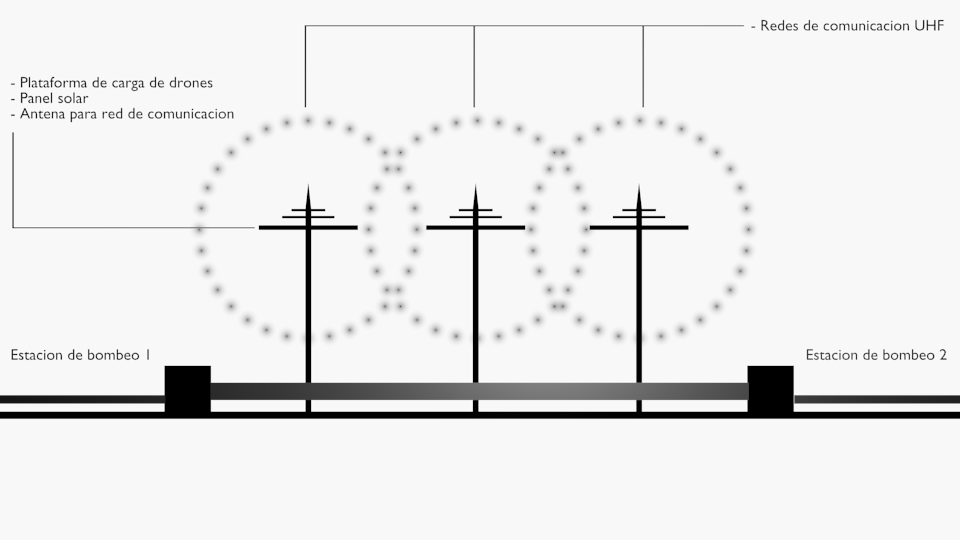 - Redes de comunicacion UHF
- Plataforma de carga de drones
- Panel solar
- Antena para red de comunicacion
Estacion de bombeo 1
Estacion de bombeo 2